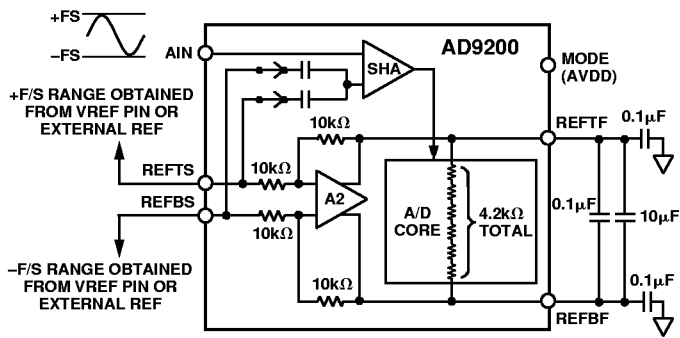 +FS
–FS
AIN
AD9200
SHA
MODE
(AVDD)
+F/S RANGE OBTAINED
FROM VREF PIN OR
EXTERNAL REF
10kΩ
REFTF
0.1µF
REFTS
10kΩ
A2
REFBS
10kΩ
A/D
CORE
4.2kΩ
TOTAL
0.1µF
10µF
–F/S RANGE OBTAINED
FROM VREF PIN OR
EXTERNAL REF
10kΩ
0.1µF
REFBF